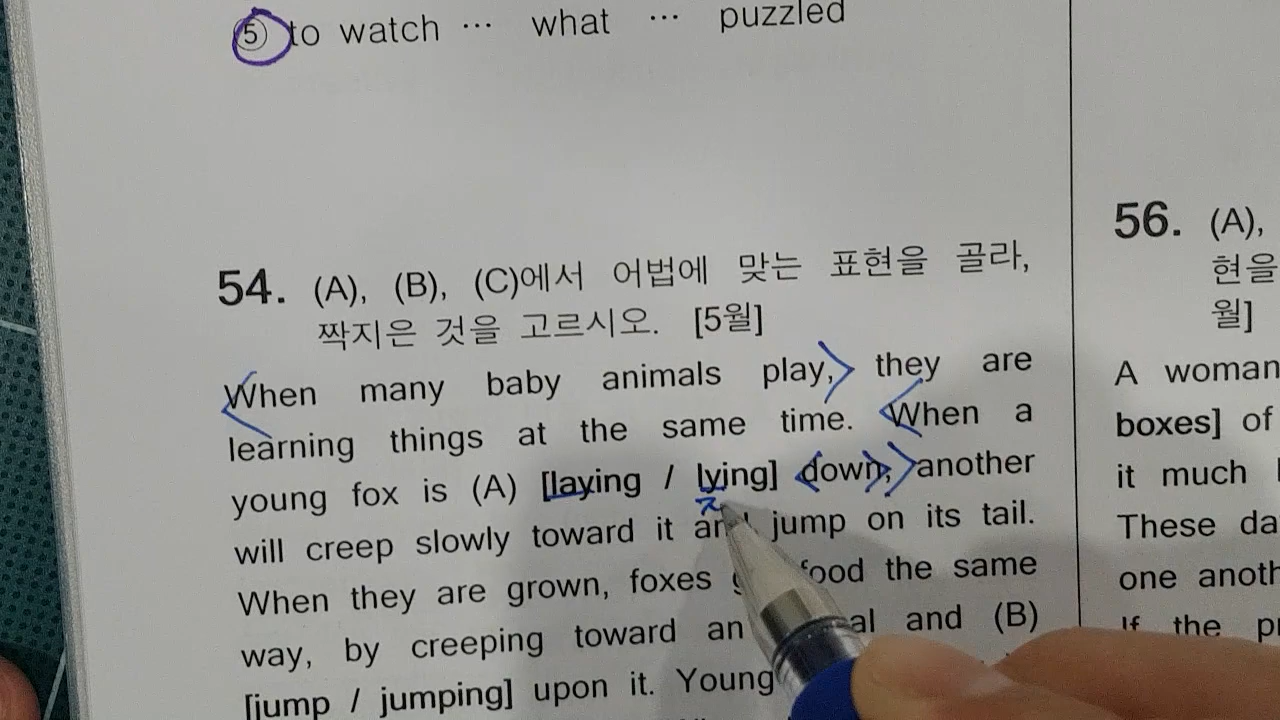 ⑤ to watch … what … puzzled
54. (A), (B), (C)에서 어법에 맞는 표현을 골라,
짝지은 것을 고르시오. [5월]
When many baby animals play, they are
learning things at the same time. When a
young fox is (A) [laying / lying] down, another
will creep slowly toward it and jump on its tail.
When they are grown, foxes food the same
way, by creeping toward an and (B)
[jump / jumping] upon it. Young
56. (A),
현을
월]
A woman
boxes] of
it much
These da
one anoth
If the